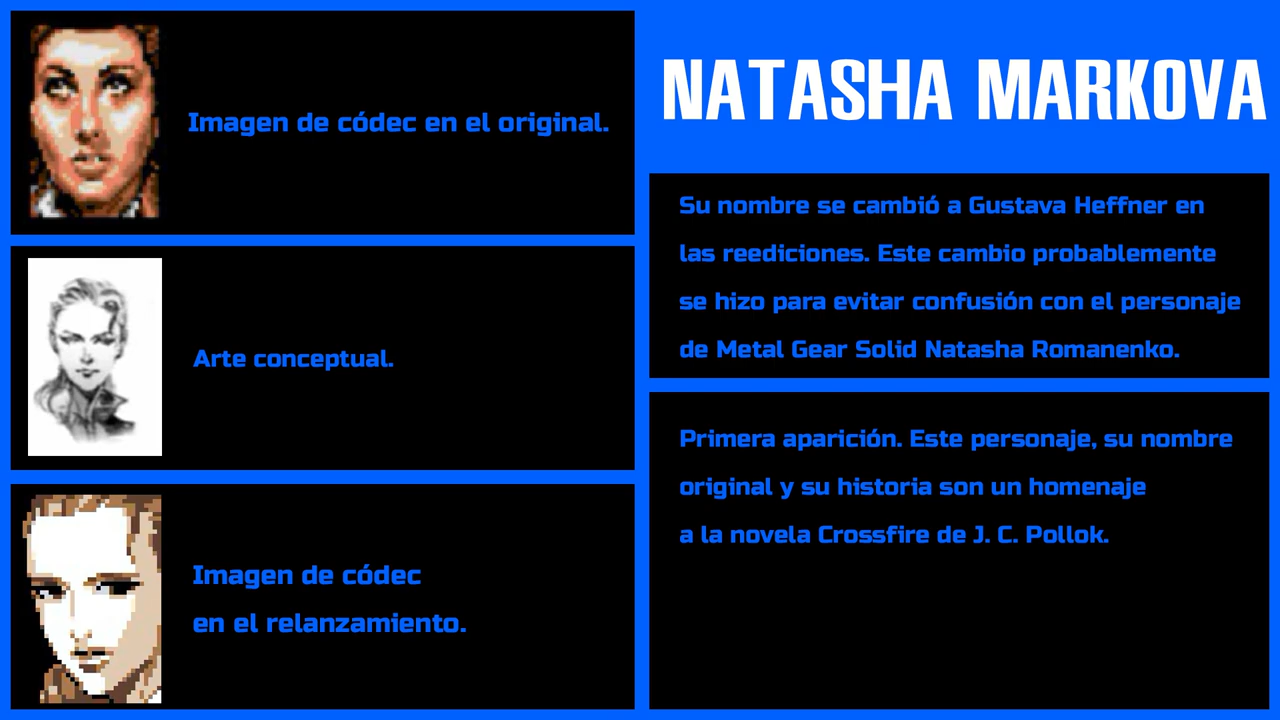 Imagen de códec en el original.
Arte conceptual.
Imagen de códec
en el relanzamiento.
NATASHA MARKOVA
Su nombre se cambió a Gustava Heffner en
las reediciones. Este cambio probablemente
se hizo para evitar confusión con el personaje
de Metal Gear Solid Natasha Romanenko.
Primera aparición. Este personaje, su nombre
original y su historia son un homenaje
a la novela Crossfire de J. C. Pollok.